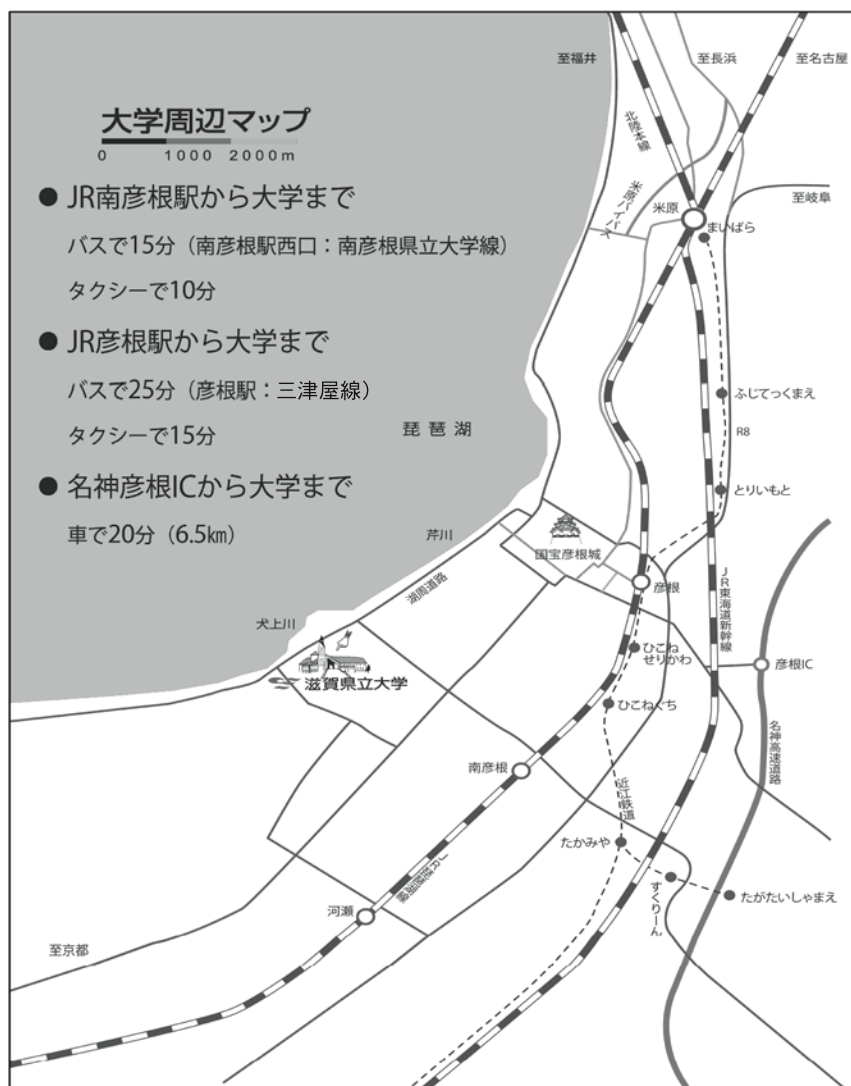 至福井
至長浜
至名古屋
大学周辺マップ
0 1000 2000m
北陸本線
米原バイパス
米原
まいばら
至岐阜
● JR南彦根駅から大学まで
バスで15分（南彦根駅西口：南彦根県立大学線）
タクシーで10分
● JR彦根駅から大学まで
バスで25分（彦根駅：三津屋線）
タクシーで15分
● 名神彦根ICから大学まで
車で20分（6.5km）
琵琶湖
ふじてっくまえ
R8
とりいもと
芹川
国宝彦根城
彦根
湖周道路
JR東海道新幹線
犬上川
滋賀県立大学
ひこね
せりかわ
彦根IC
ひこねぐち
名神高速道路
南彦根
近江鉄道
たかみや
JR琵琶湖線
すくりーん
たがたいしゃまえ
河瀬
至京都